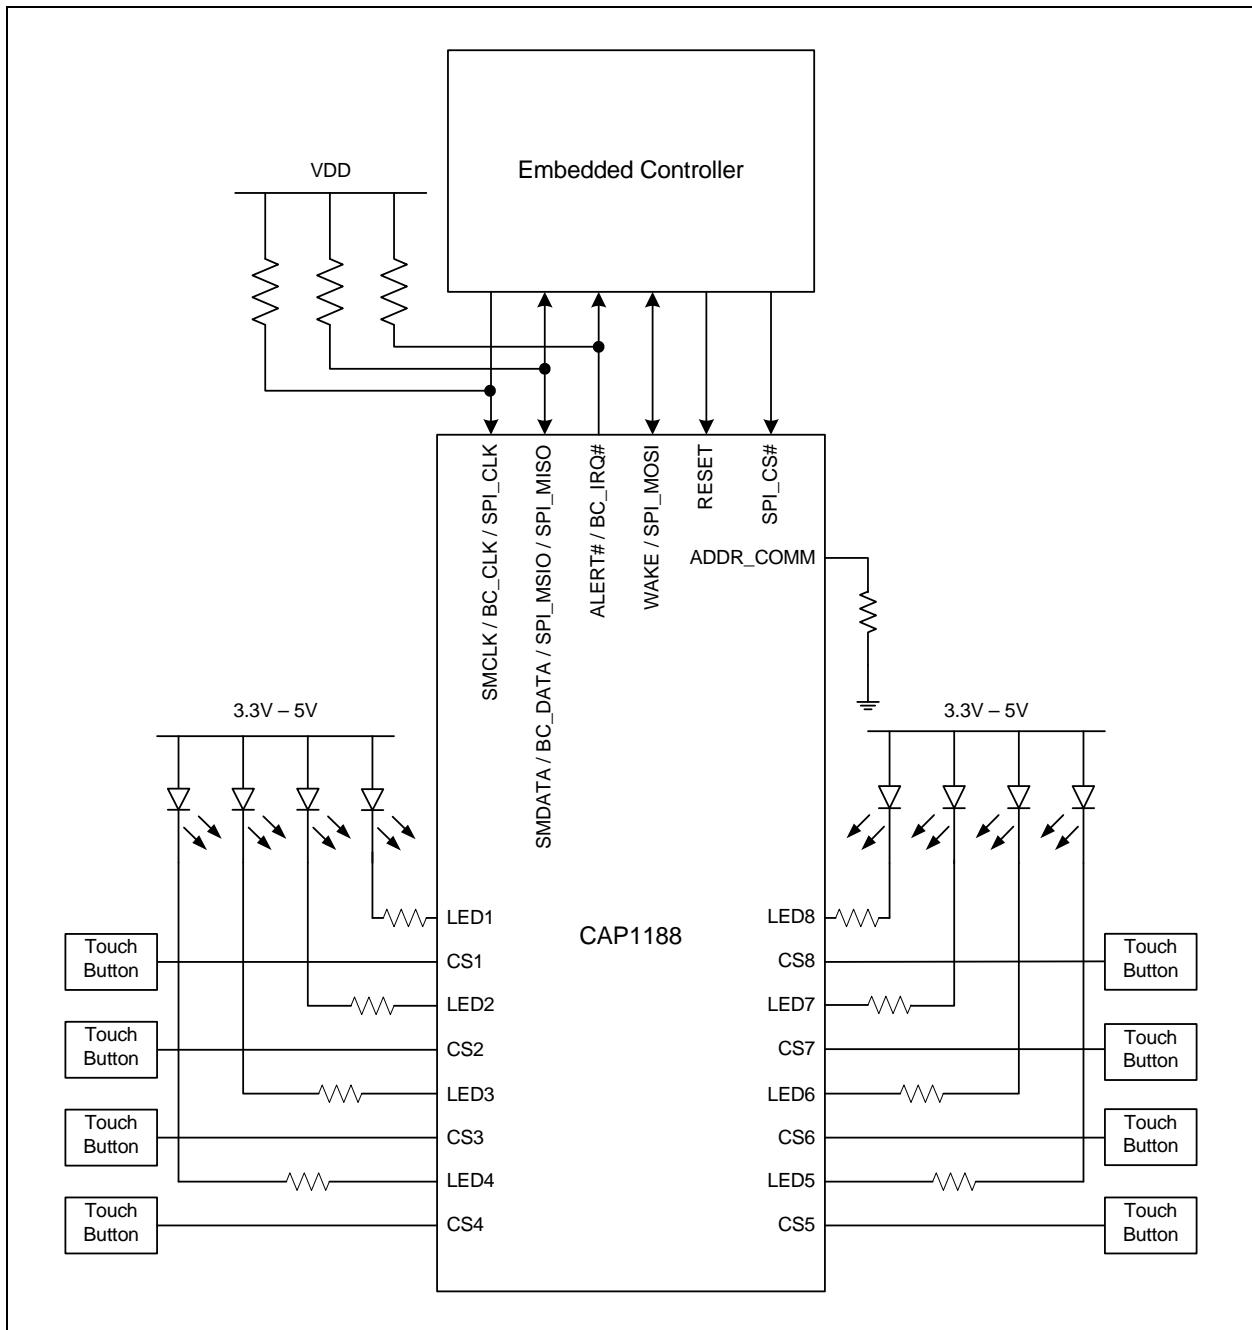 Embedded Controller
VDD
SMCLK / BC_CLK / SPI_CLK
SMDATA / BC_DATA / SPI_MSIO / SPI_MISO
ALERT# / BC_IRQ#
WAKE / SPI_MOSI
RESET
SPI_CS#
ADDR_COMM
3.3V – 5V
3.3V – 5V
LED1
LED8
CAP1188
Touch
Button
CS1
CS8
Touch
Button
LED2
LED7
Touch
Button
CS2
CS7
Touch
Button
LED3
LED6
Touch
Button
CS3
CS6
Touch
Button
LED4
LED5
Touch
Button
CS4
CS5
Touch
Button